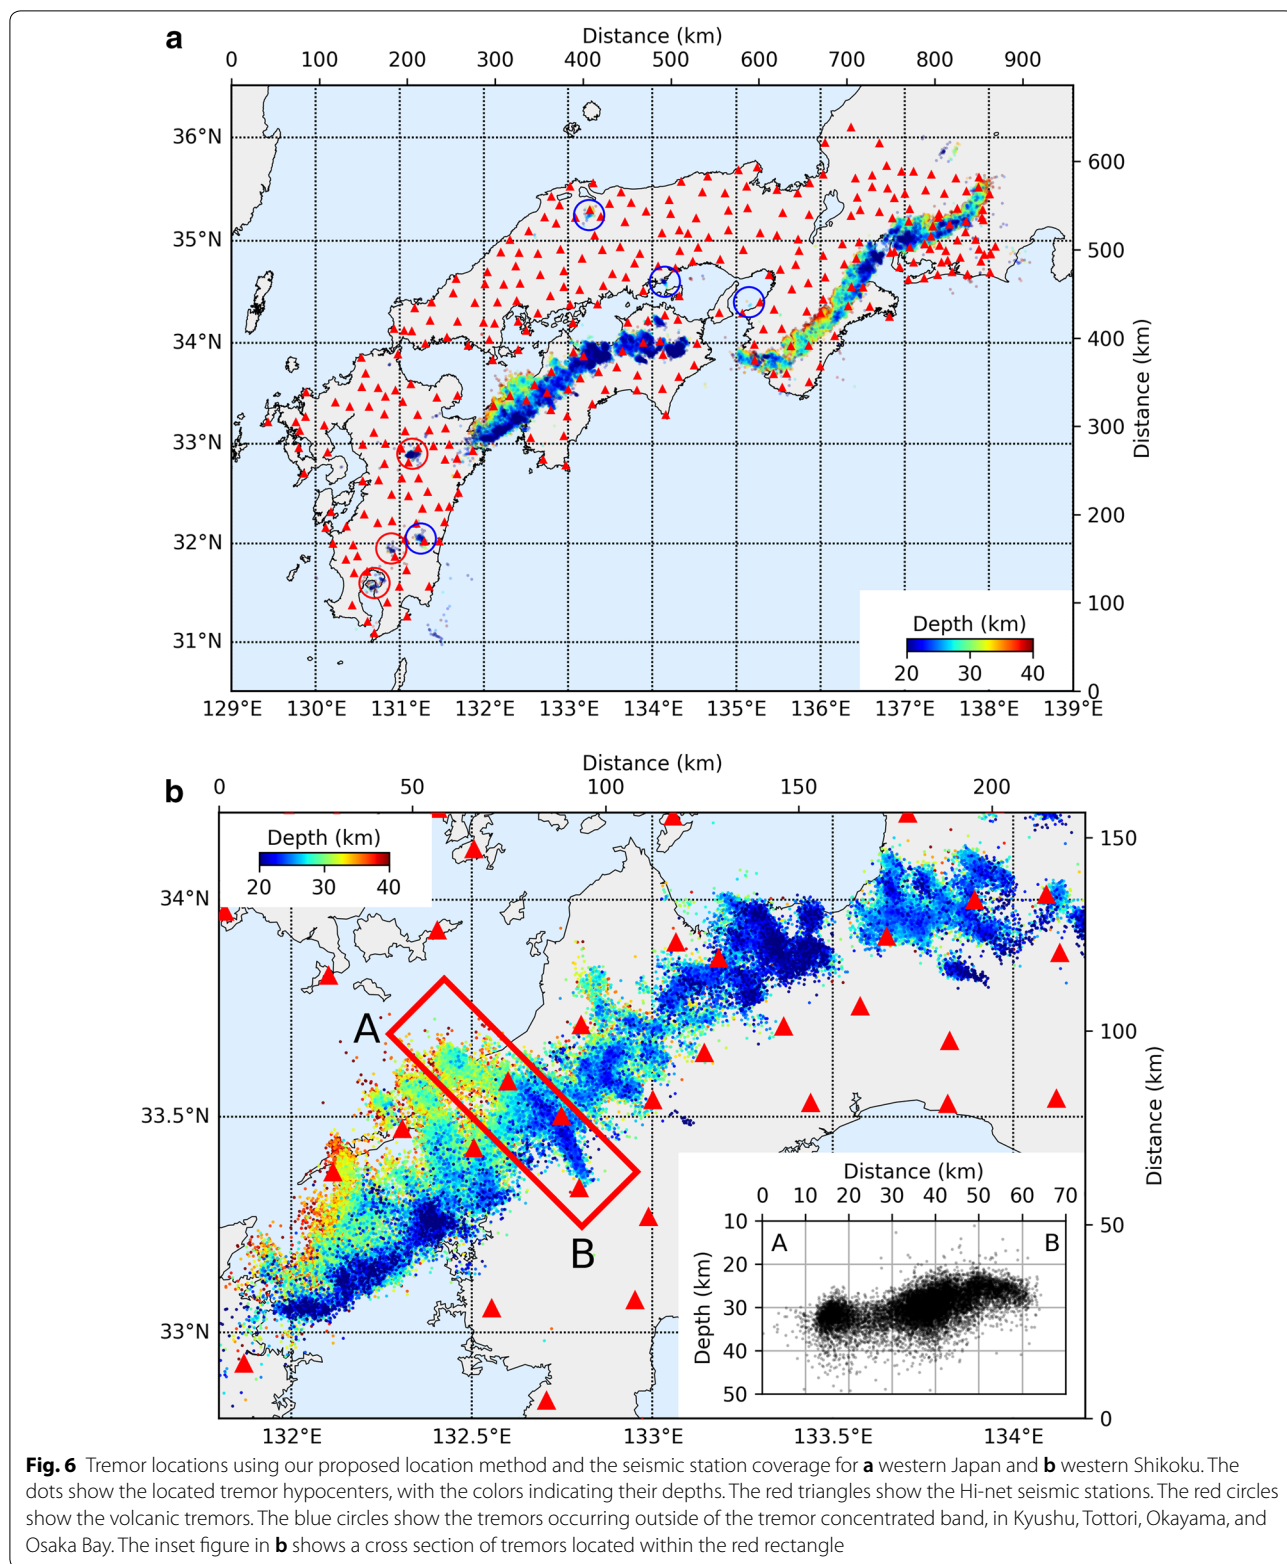 a
Distance (km)
0 100 200 300 400 500 600 700 800 900
36°N
35°N
34°N
33°N
32°N
31°N
600
500
400
300
200
100
0
Distance (km)
Depth (km)
20 30 40
129°E 130°E 131°E 132°E 133°E 134°E 135°E 136°E 137°E 138°E 139°E
b
Distance (km)
0 50 100 150 200
Depth (km)
20 30 40
34°N
33.5°N
33°N
150
100
50
0
Distance (km)
A
B
Distance (km)
0 10 20 30 40 50 60 70
10
20
30
40
50
Depth (km)
A B
132°E 132.5°E 133°E 133.5°E 134°E
Fig. 6 Tremor locations using our proposed location method and the seismic station coverage for a western Japan and b western Shikoku. The
dots show the located tremor hypocenters, with the colors indicating their depths. The red triangles show the Hi-net seismic stations. The red circles
show the volcanic tremors. The blue circles show the tremors occurring outside of the tremor concentrated band, in Kyushu, Tottori, Okayama, and
Osaka Bay. The inset figure in b shows a cross section of tremors located within the red rectangle